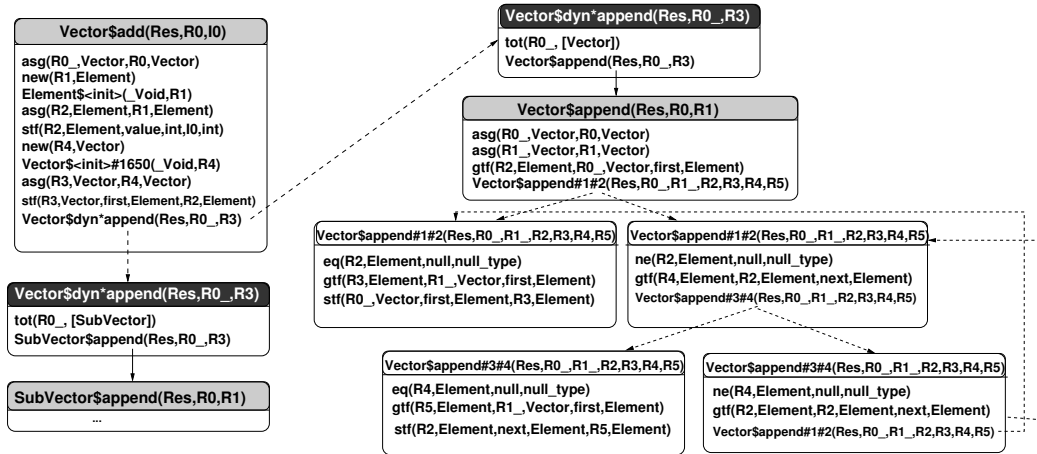 Vector$add(Res,R0,I0)
asg(R0_,Vector,R0,Vector)
new(R1,Element)
Element$<init>(_Void,R1)
asg(R2,Element,R1,Element)
stf(R2,Element,value,int,I0,int)
new(R4,Vector)
Vector$<init>#1650(_Void,R4)
asg(R3,Vector,R4,Vector)
stf(R3,Vector,first,Element,R2,Element)
Vector$dyn*append(Res,R0_,R3)
Vector$dyn*append(Res,R0_,R3)
tot(R0_, [SubVector])
SubVector$append(Res,R0_,R3)
SubVector$append(Res,R0,R1)
...
Vector$dyn*append(Res,R0_,R3)
tot(R0_, [Vector])
Vector$append(Res,R0_,R3)
Vector$append(Res,R0,R1)
asg(R0_,Vector,R0,Vector)
asg(R1_,Vector,R1,Vector)
gtf(R2,Element,R0_,Vector,first,Element)
Vector$append#1#2(Res,R0_,R1_,R2,R3,R4,R5)
Vector$append#1#2(Res,R0_,R1_,R2,R3,R4,R5)
eq(R2,Element,null,null_type)
gtf(R3,Element,R1_,Vector,first,Element)
stf(R0_,Vector,first,Element,R3,Element)
Vector$append#1#2(Res,R0_,R1_,R2,R3,R4,R5)
ne(R2,Element,null,null_type)
gtf(R4,Element,R2,Element,next,Element)
Vector$append#3#4(Res,R0_,R1_,R2,R3,R4,R5)
Vector$append#3#4(Res,R0_,R1_,R2,R3,R4,R5)
eq(R4,Element,null,null_type)
gtf(R5,Element,R1_,Vector,first,Element)
stf(R2,Element,next,Element,R5,Element)
Vector$append#3#4(Res,R0_,R1_,R2,R3,R4,R5)
ne(R4,Element,null,null_type)
gtf(R2,Element,R2,Element,next,Element)
Vector$append#1#2(Res,R0_,R1_,R2,R3,R4,R5)